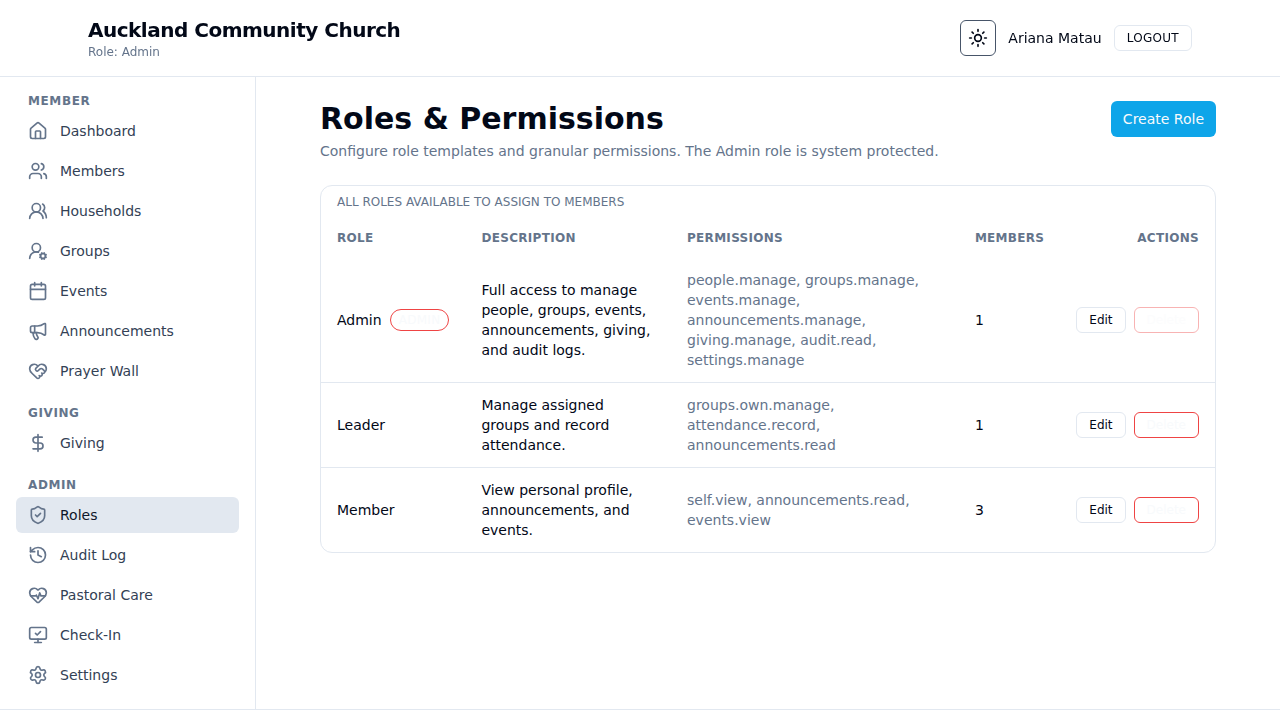 Auckland Community Church
Role: Admin
Ariana Matau
LOGOUT
MEMBER
Dashboard
Members
Households
Groups
Events
Announcements
Prayer Wall
GIVING
Giving
ADMIN
Roles
Audit Log
Pastoral Care
Check-In
Settings
Roles & Permissions
Configure role templates and granular permissions. The Admin role is system protected.
Create Role
ALL ROLES AVAILABLE TO ASSIGN TO MEMBERS
ROLE DESCRIPTION PERMISSIONS MEMBERS ACTIONS
Admin
Full access to manage
people, groups, events,
announcements, giving,
and audit logs.
people.manage, groups.manage,
events.manage,
announcements.manage,
giving.manage, audit.read,
settings.manage
1
Edit
Leader
Manage assigned
groups and record
attendance.
groups.own.manage,
attendance.record,
announcements.read
1
Edit
Member
View personal profile,
announcements, and
events.
self.view, announcements.read,
events.view
3
Edit